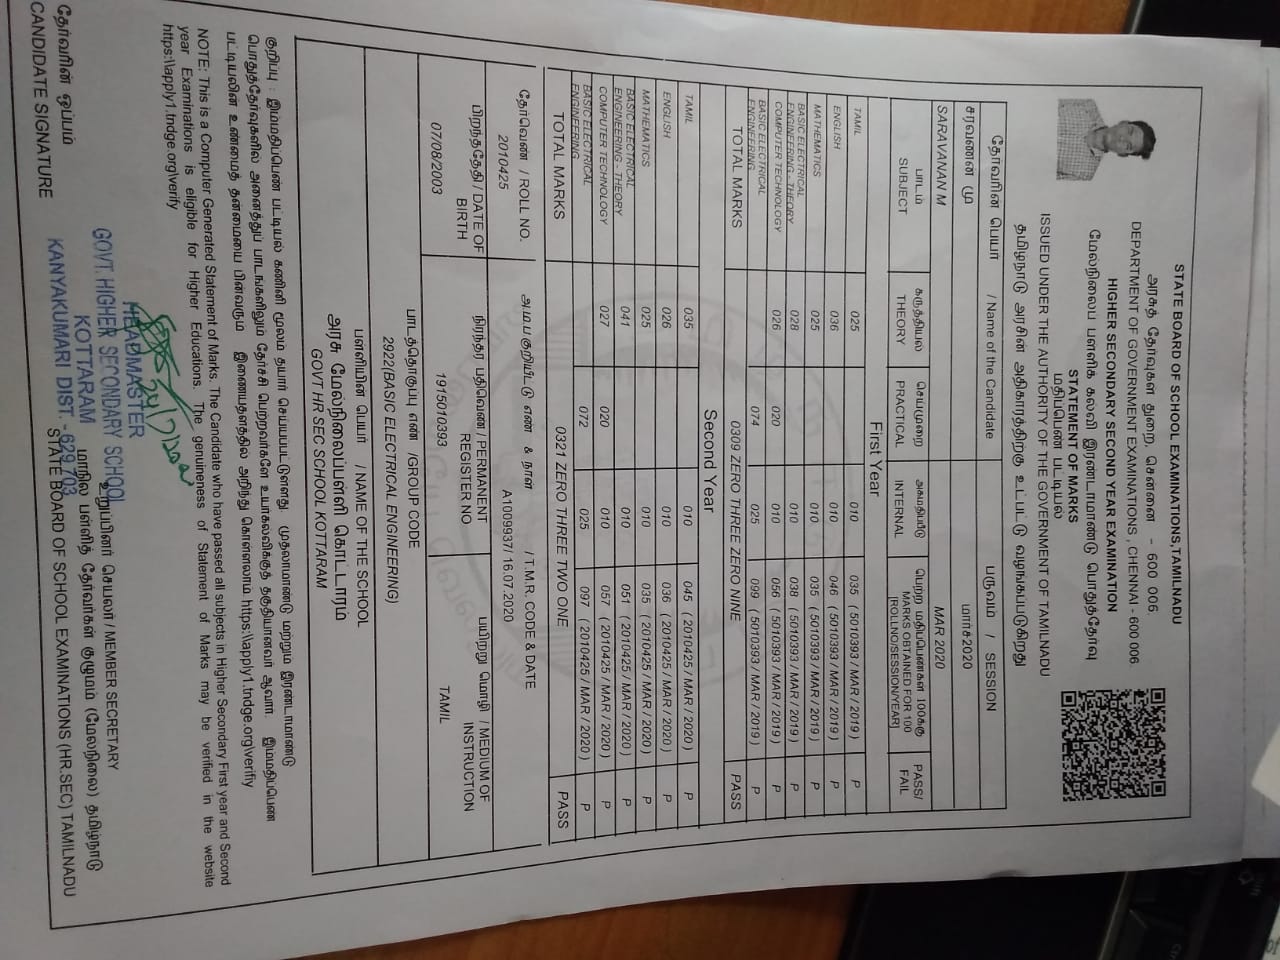 STATE BOARD OF SCHOOL EXAMINATIONS,TAMILNADU
அரசுத் தேர்வுகள் துறை, சென்னை - 600 006.
DEPARTMENT OF GOVERNMENT EXAMINATIONS , CHENNAI - 600 006
மேல்நிலைப் பள்ளிக் கல்வி இரண்டாமாண்டு பொதுத்தேர்வு
HIGHER SECONDARY SECOND YEAR EXAMINATION
மதிப்பெண் பட்டியல்
STATEMENT OF MARKS
ISSUED UNDER THE AUTHORITY OF THE GOVERNMENT OF TAMILNADU
தமிழ்நாடு அரசின் அதிகாரத்திற்கு உட்பட்டு வழங்கப்படுகிறது
தேர்வரின் பெயர் / Name of the Candidate பருவம் / SESSION
சரவணன் மு மார்ச் 2020
SARAVANAN M MAR 2020
பாடம் SUBJECT கருத்தியல் THEORY செய்முறை PRACTICAL அகமதிப்பீடு INTERNAL பெற்ற மதிப்பெண்கள் 100க்கு MARKS OBTAINED FOR 100 [ROLLNO/SESSION/YEAR] PASS/ FAIL
First Year
TAMIL 025 010 035 ( 5010393 / MAR / 2019 ) P
ENGLISH 036 010 046 ( 5010393 / MAR / 2019 ) P
MATHEMATICS 025 010 035 ( 5010393 / MAR / 2019 ) P
BASIC ELECTRICAL ENGINEERING - THEORY 028 010 038 ( 5010393 / MAR / 2019 ) P
COMPUTER TECHNOLOGY 026 020 010 056 ( 5010393 / MAR / 2019 ) P
BASIC ELECTRICAL ENGINEERING 074 025 099 ( 5010393 / MAR / 2019 ) P
TOTAL MARKS 0309 ZERO THREE ZERO NINE PASS
Second Year
TAMIL 035 010 045 ( 2010425 / MAR / 2020 ) P
ENGLISH 026 010 036 ( 2010425 / MAR / 2020 ) P
MATHEMATICS 025 010 035 ( 2010425 / MAR / 2020 ) P
BASIC ELECTRICAL ENGINEERING - THEORY 041 010 051 ( 2010425 / MAR / 2020 ) P
COMPUTER TECHNOLOGY 027 020 010 057 ( 2010425 / MAR / 2020 ) P
BASIC ELECTRICAL ENGINEERING 072 025 097 ( 2010425 / MAR / 2020 ) P
TOTAL MARKS 0321 ZERO THREE TWO ONE PASS
தேர்வெண் / ROLL NO. அ.ம.ப.குறியீட்டு எண் & நாள் / T.M.R. CODE & DATE
2010425 A1009937/ 16.07.2020
பிறந்ததேதி / DATE OF BIRTH நிரந்தர பதிவெண் / PERMANENT REGISTER NO பயிற்று மொழி / MEDIUM OF INSTRUCTION
07/08/2003 1915010393 TAMIL
பாடத்தொகுப்பு எண் /GROUP CODE
2922(BASIC ELECTRICAL ENGINEERING)
பள்ளியின் பெயர் / NAME OF THE SCHOOL
அரசு மேல்நிலைப்பள்ளி கொட்டாரம்
GOVT HR SEC SCHOOL KOTTARAM
குறிப்பு : இம்மதிப்பெண் பட்டியல் கணினி மூலம் தயார் செய்யப்பட்டுள்ளது முதலாமாண்டு மற்றும் இரண்டாமாண்டு
பொதுத்தேர்வுகளில் அனைத்துப் பாடங்களிலும் தேர்ச்சி பெற்றவர்களே உயர்கல்விக்குத் தகுதியானவர் ஆவார். இம்மதிப்பெண்
பட்டியலின் உண்மைத் தன்மையை பின்வரும் இணையதளத்தில் அறிந்து கொள்ளலாம் https:\\apply1.tndge.org\verifiy
NOTE: This is a Computer Generated Statement of Marks. The Candidate who have passed all subjects in Higher Secondary First year and Second
year Examinations is eligible for Higher Educations. The genuineness of Statement of Marks may be verified in the website
https:\\apply1.tndge.org\verify
HEADMASTER
GOVT. HIGHER SECONDARY SCHOOL
KOTTARAM
KANYAKUMARI DIST. - 629 703
உறுப்பினர் செயலர் / MEMBER SECRETARY
மாநில பள்ளித் தேர்வுகள் குழுமம் (மேல்நிலை) தமிழ்நாடு
STATE BOARD OF SCHOOL EXAMINATIONS (HR.SEC) TAMILNADU
தேர்வரின் ஒப்பம்
CANDIDATE SIGNATURE